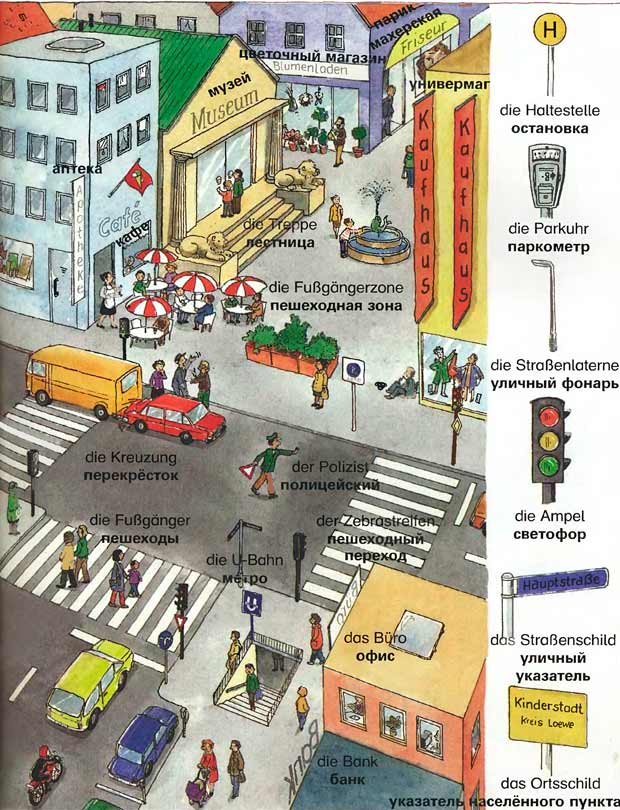 H
парик-
махерская
Friseur
цветочный магазин
Blumenladen
музей
Museum
универмаг
Kaufhaus
Kaufhaus
аптека
Apotheke
Café
кафе
die Treppe
лестница
die Fußgängerzone
пешеходная зона
die Haltestelle
остановка
die Parkuhr
паркометр
die Straßenlaterne
уличный фонарь
die Kreuzung
перекрёсток
der Polizist
полицейский
die Fußgänger
пешеходы
der Zebrastreifen
пешеходный
переход
die U-Bahn
метро
U
die Ampel
светофор
Hauptstraße
das Straßenschild
уличный
указатель
das Büro
офис
Bank
die Bank
банк
Kinderstadt
Kreis Loewe
das Ortsschild
указатель населённого пункта